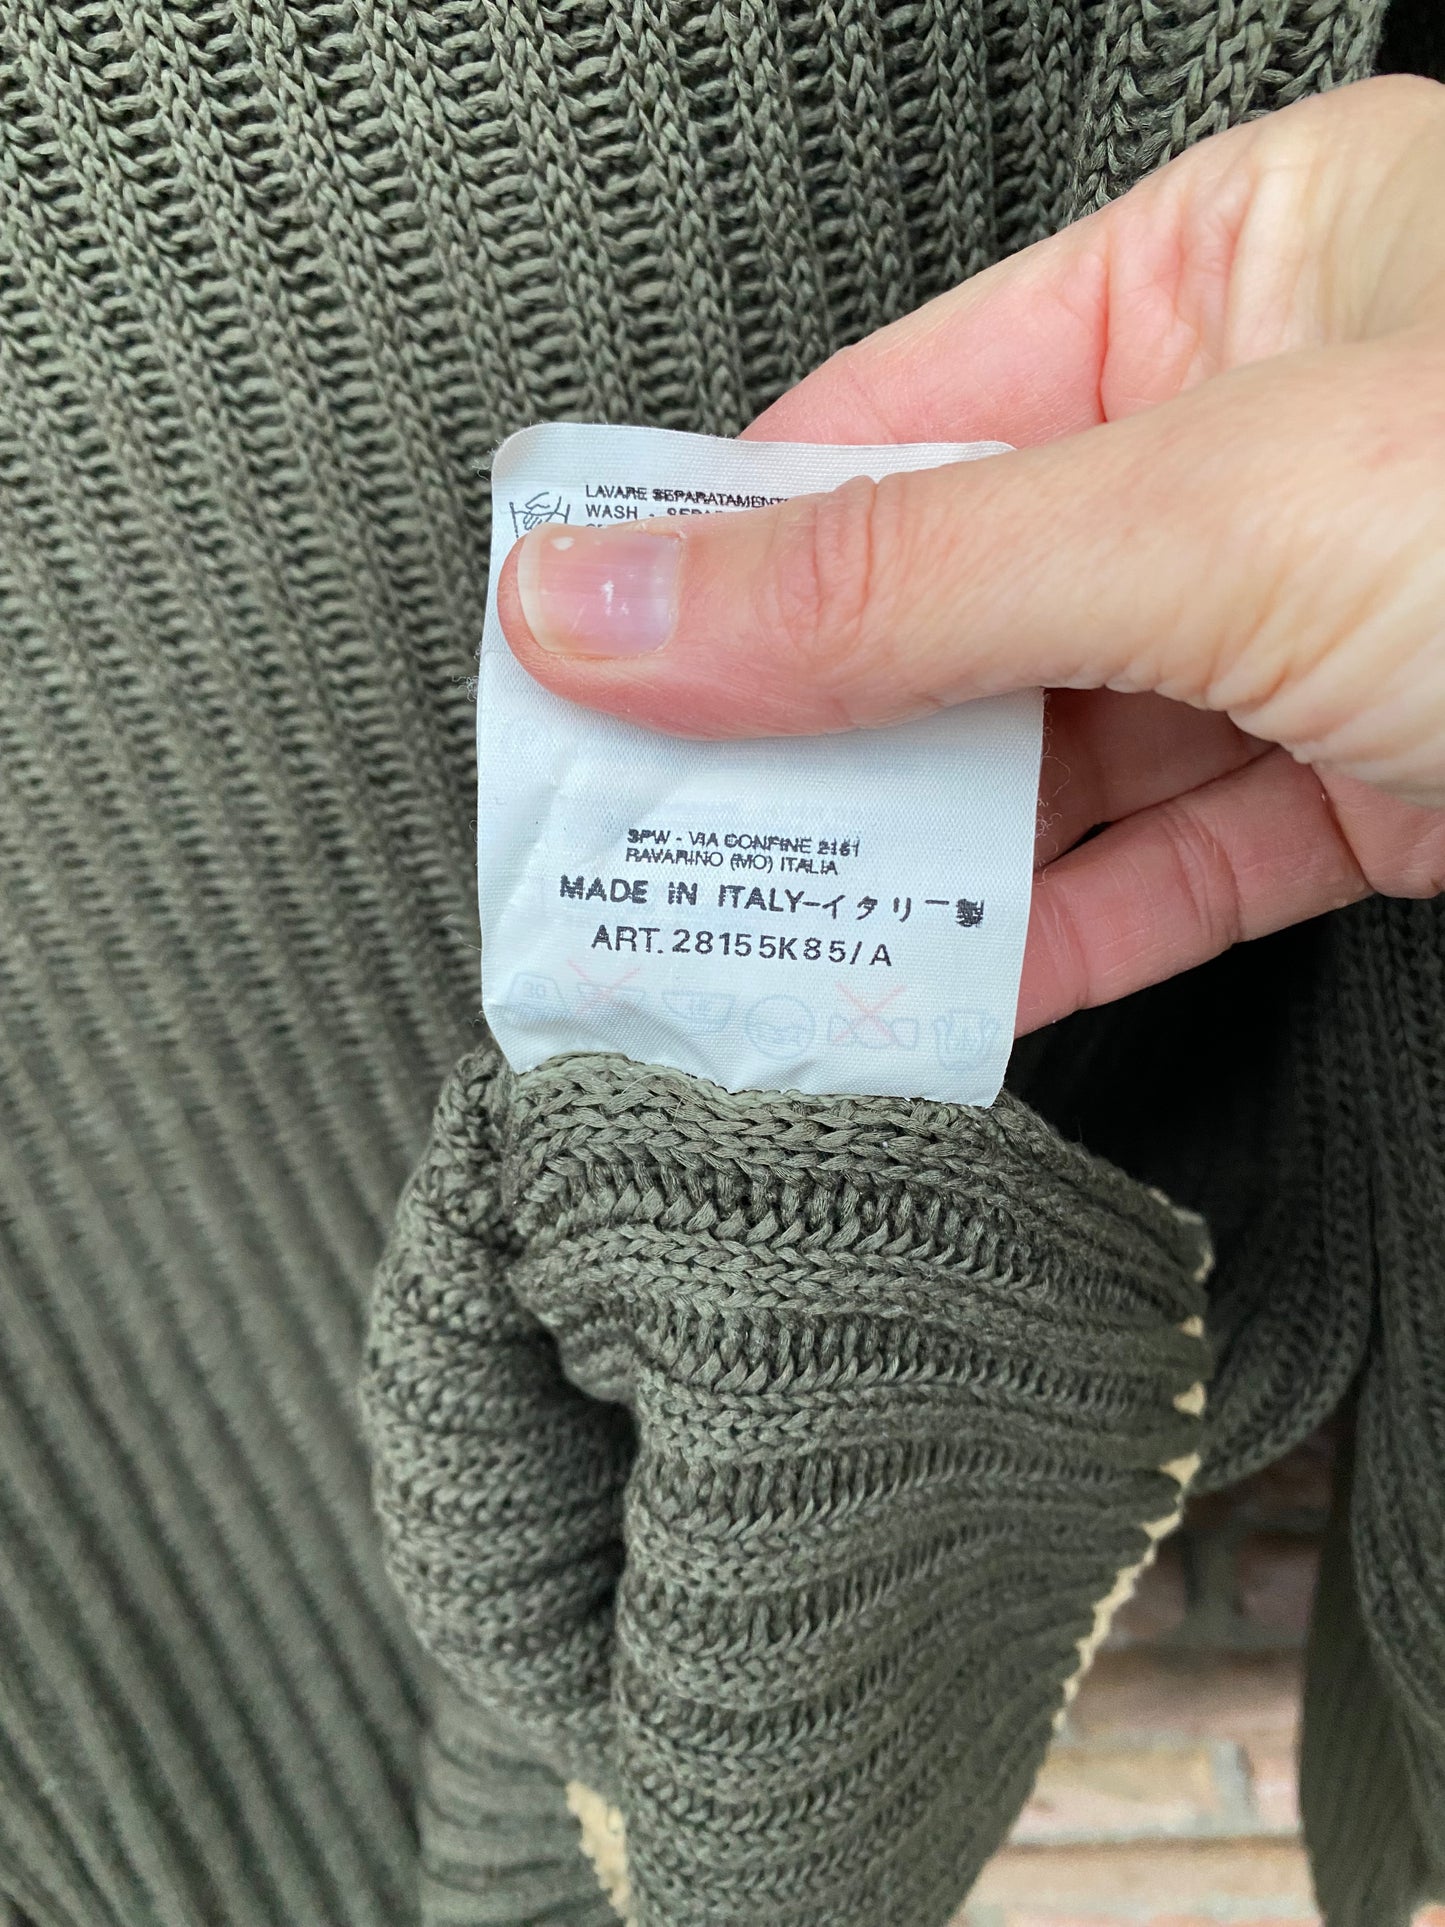 LAVARE SEPARATAMENTE
WASH - SEPAR
SPW - VIA CONFINE 2161
RAVARINO (MO) ITALIA
MADE IN ITALY-イタリー製
ART. 28155K85/A